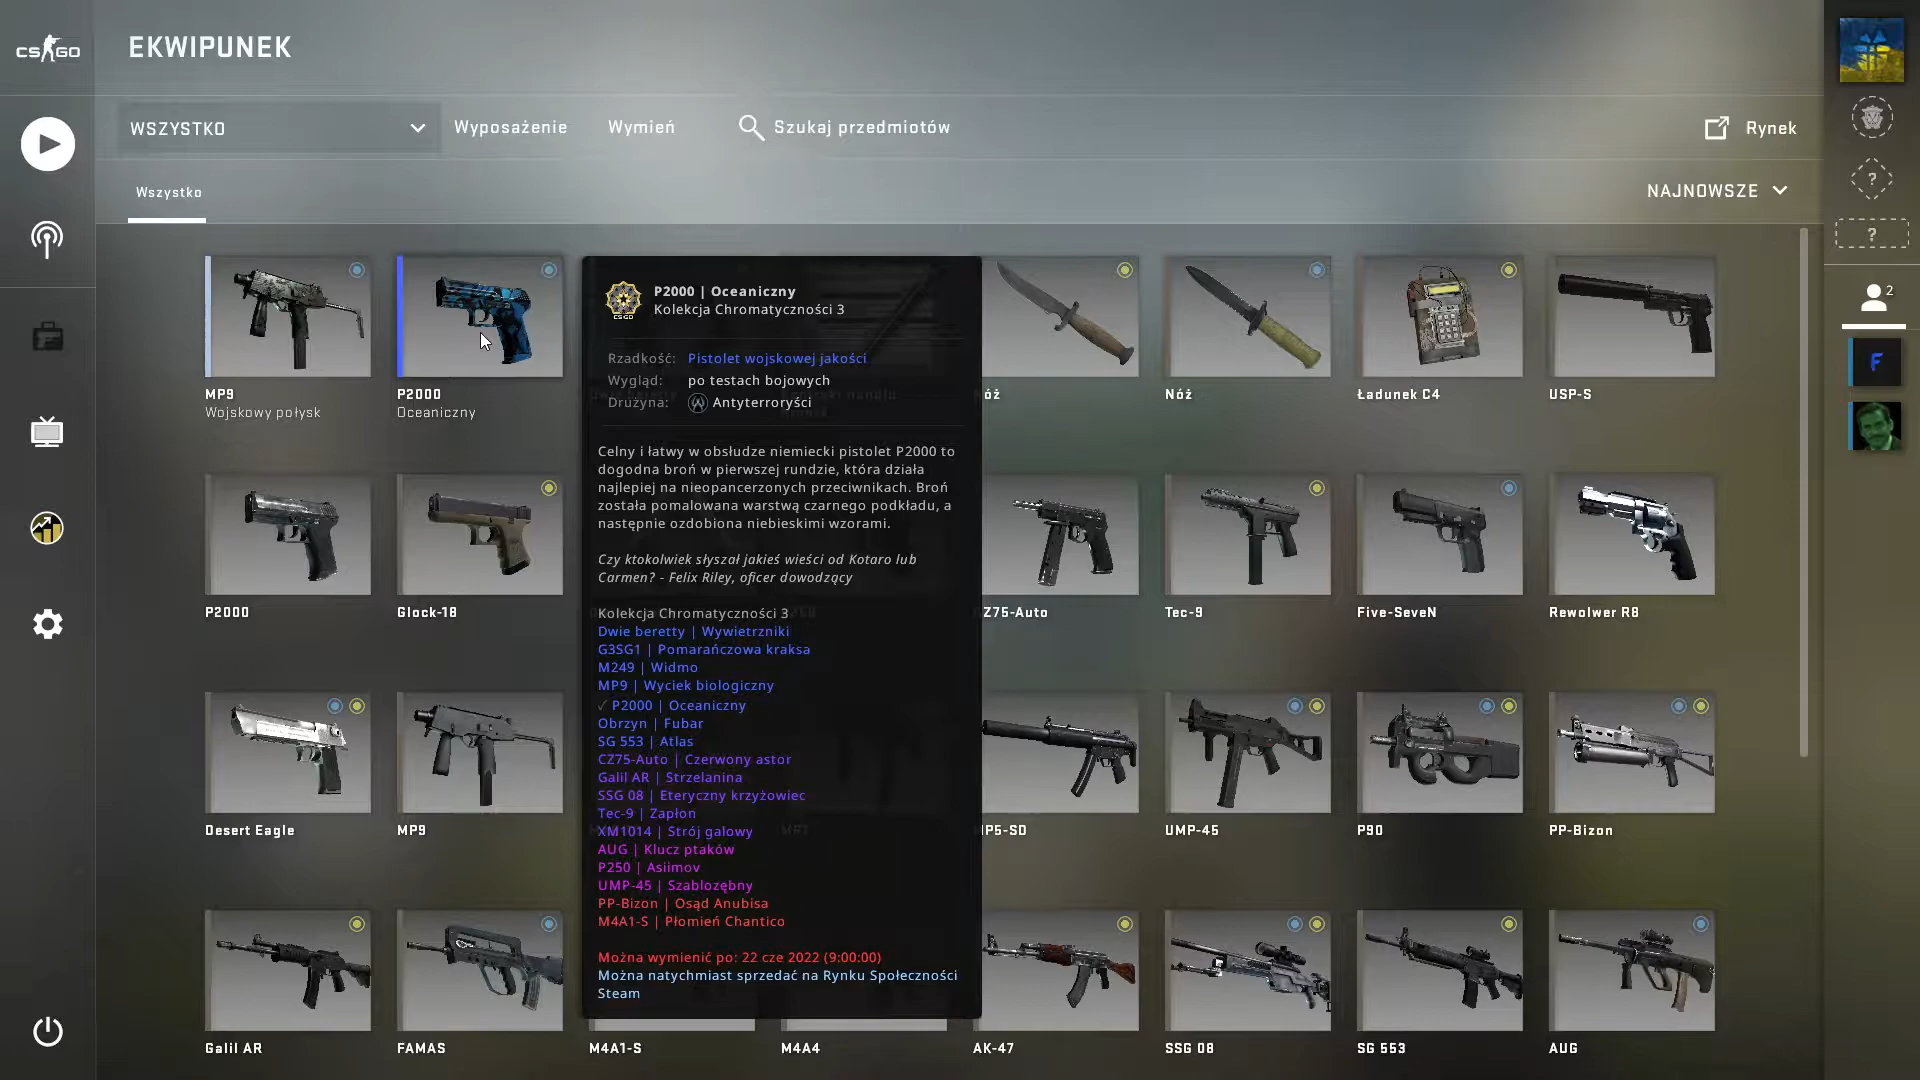 CS GO
EKWIPUNEK
WSZYSTKO
Wyposażenie
Wymień
Szukaj przedmiotów
Rynek
Wszystko
NAJNOWSZE
?
?
2
F
MP9
Wojskowy połysk
P2000
Oceaniczny
CS:GO
P2000 | Oceaniczny
Kolekcja Chromatyczności 3
Rzadkość: Pistolet wojskowej jakości
Wygląd: po testach bojowych
Drużyna: Antyterroryści
Celny i łatwy w obsłudze niemiecki pistolet P2000 to
dogodna broń w pierwszej rundzie, która działa
najlepiej na nieopancerzonych przeciwnikach. Broń
została pomalowana warstwą czarnego podkładu, a
następnie ozdobiona niebieskimi wzorami.
Czy ktokolwiek słyszał jakieś wieści od Kotaro lub
Carmen? - Felix Riley, oficer dowodzący
Kolekcja Chromatyczności 3
Dwie beretty | Wywietrzniki
G3SG1 | Pomarańczowa kraksa
M249 | Widmo
MP9 | Wyciek biologiczny
✓ P2000 | Oceaniczny
Obrzyn | Fubar
SG 553 | Atlas
CZ75-Auto | Czerwony astor
Galil AR | Strzelanina
SSG 08 | Eteryczny krzyżowiec
Tec-9 | Zapłon
XM1014 | Strój galowy
AUG | Klucz ptaków
P250 | Asiimov
UMP-45 | Szablozębny
PP-Bizon | Osąd Anubisa
M4A1-S | Płomień Chantico
Można wymienić po: 22 cze 2022 (9:00:00)
Można natychmiast sprzedać na Rynku Społeczności
Steam
óż
Nóż
Ładunek C4
USP-S
P2000
Glock-18
CZ75-Auto
Tec-9
Five-SeveN
Rewolwer R8
Desert Eagle
MP9
MP5-SD
UMP-45
P90
PP-Bizon
Galil AR
FAMAS
M4A1-S
M4A4
AK-47
SSG 08
SG 553
AUG